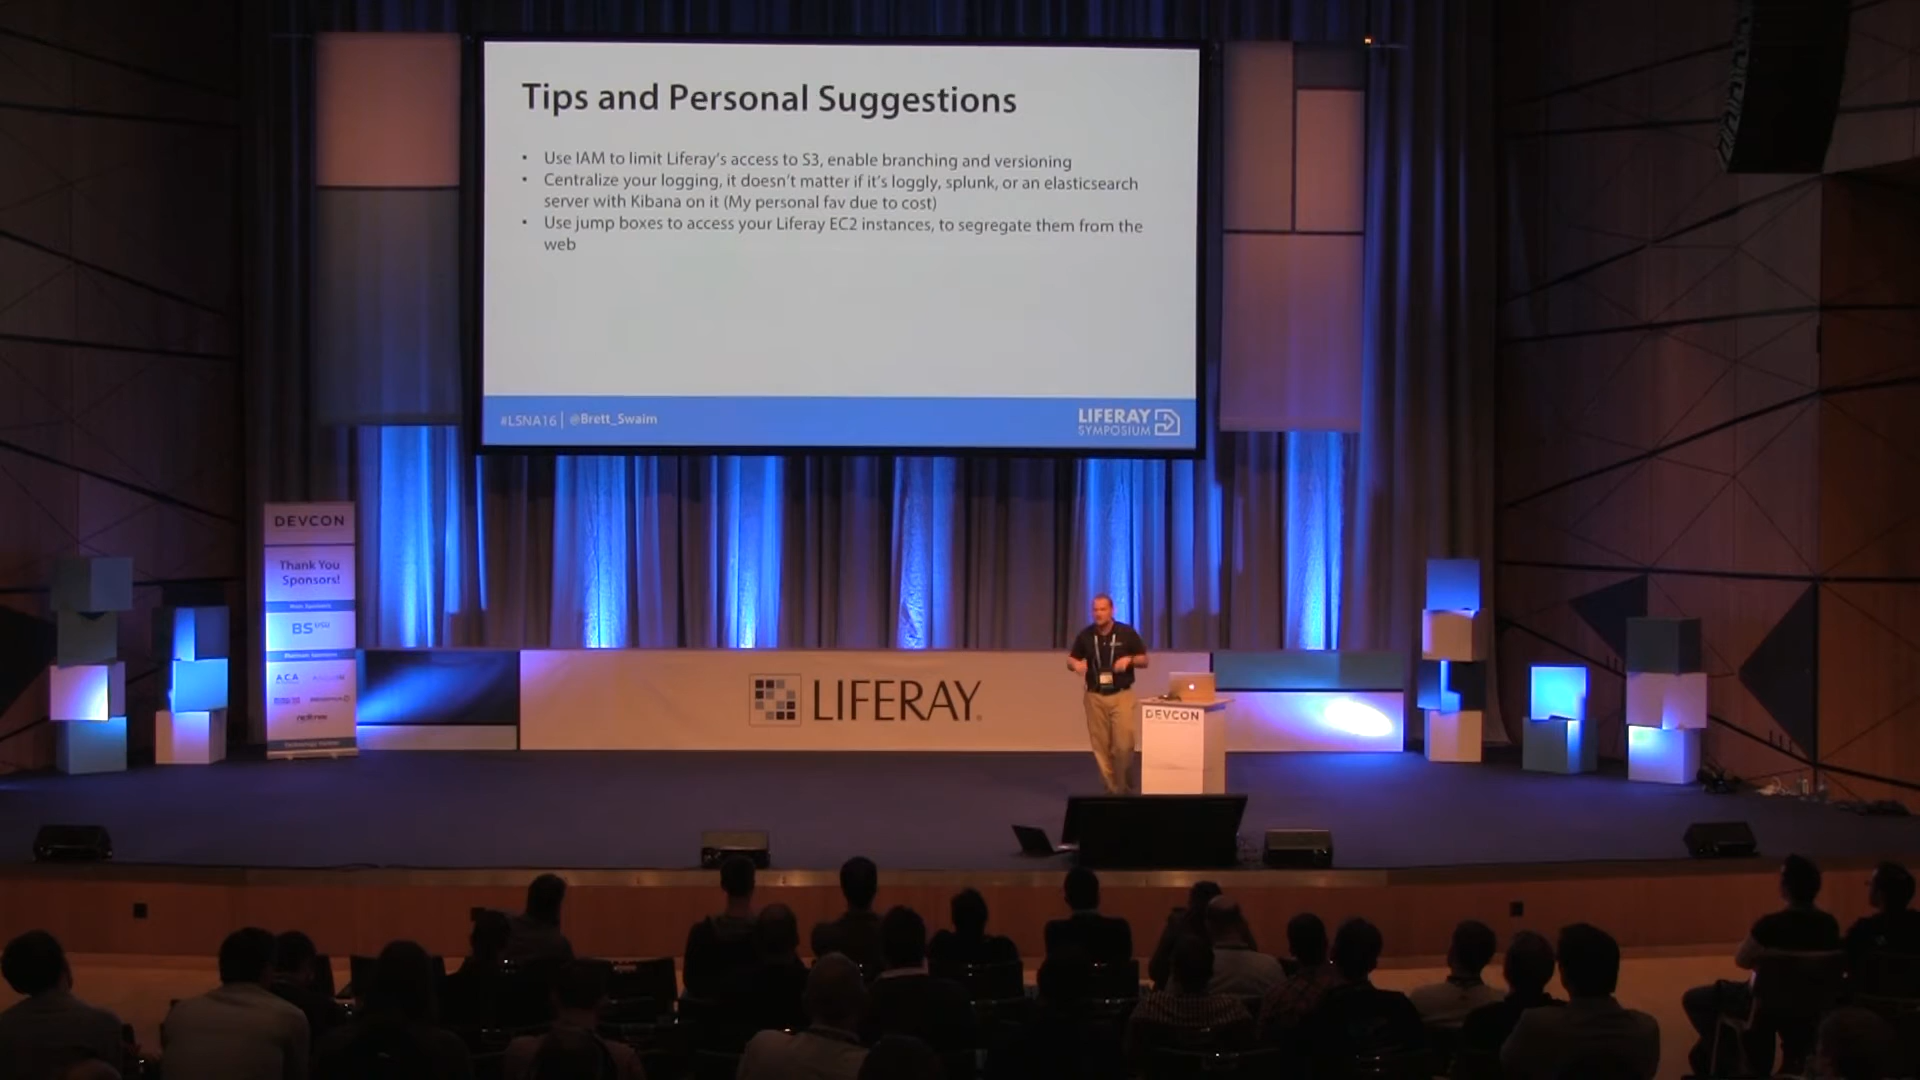 Tips and Personal Suggestions
• Use IAM to limit Liferay's access to S3, enable branching and versioning
• Centralize your logging, it doesn't matter if it's loggly, splunk, or an elasticsearch
server with Kibana on it (My personal fav due to cost)
• Use jump boxes to access your Liferay EC2 instances, to segregate them from the
web
#LSNA16 | @Brett_Swaim
LIFERAY
SYMPOSIUM
DEVCON
Thank You
Sponsors!
BS
ACA
LIFERAY.
DEVCON